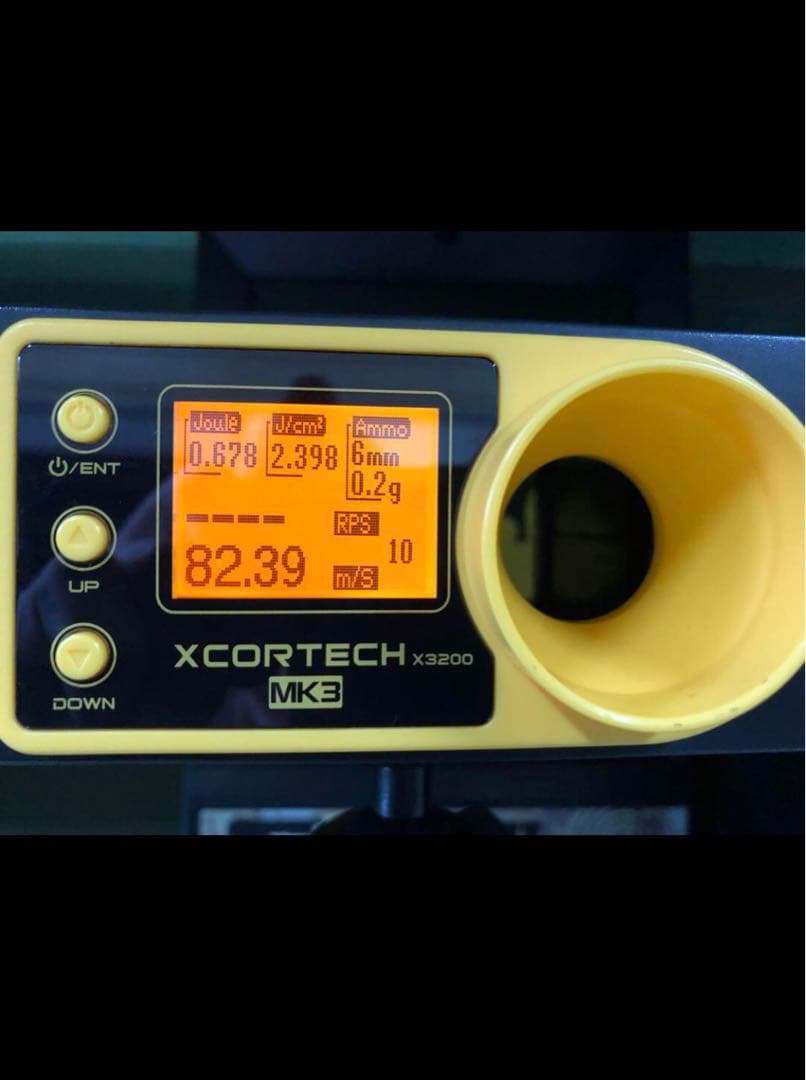 Joule J/cm² Ammo
0.678 2.398 6mm
0.2g
---- RPS
10
82.39 m/S
⏻/ENT
UP
DOWN
XCORTECH X3200
MK3